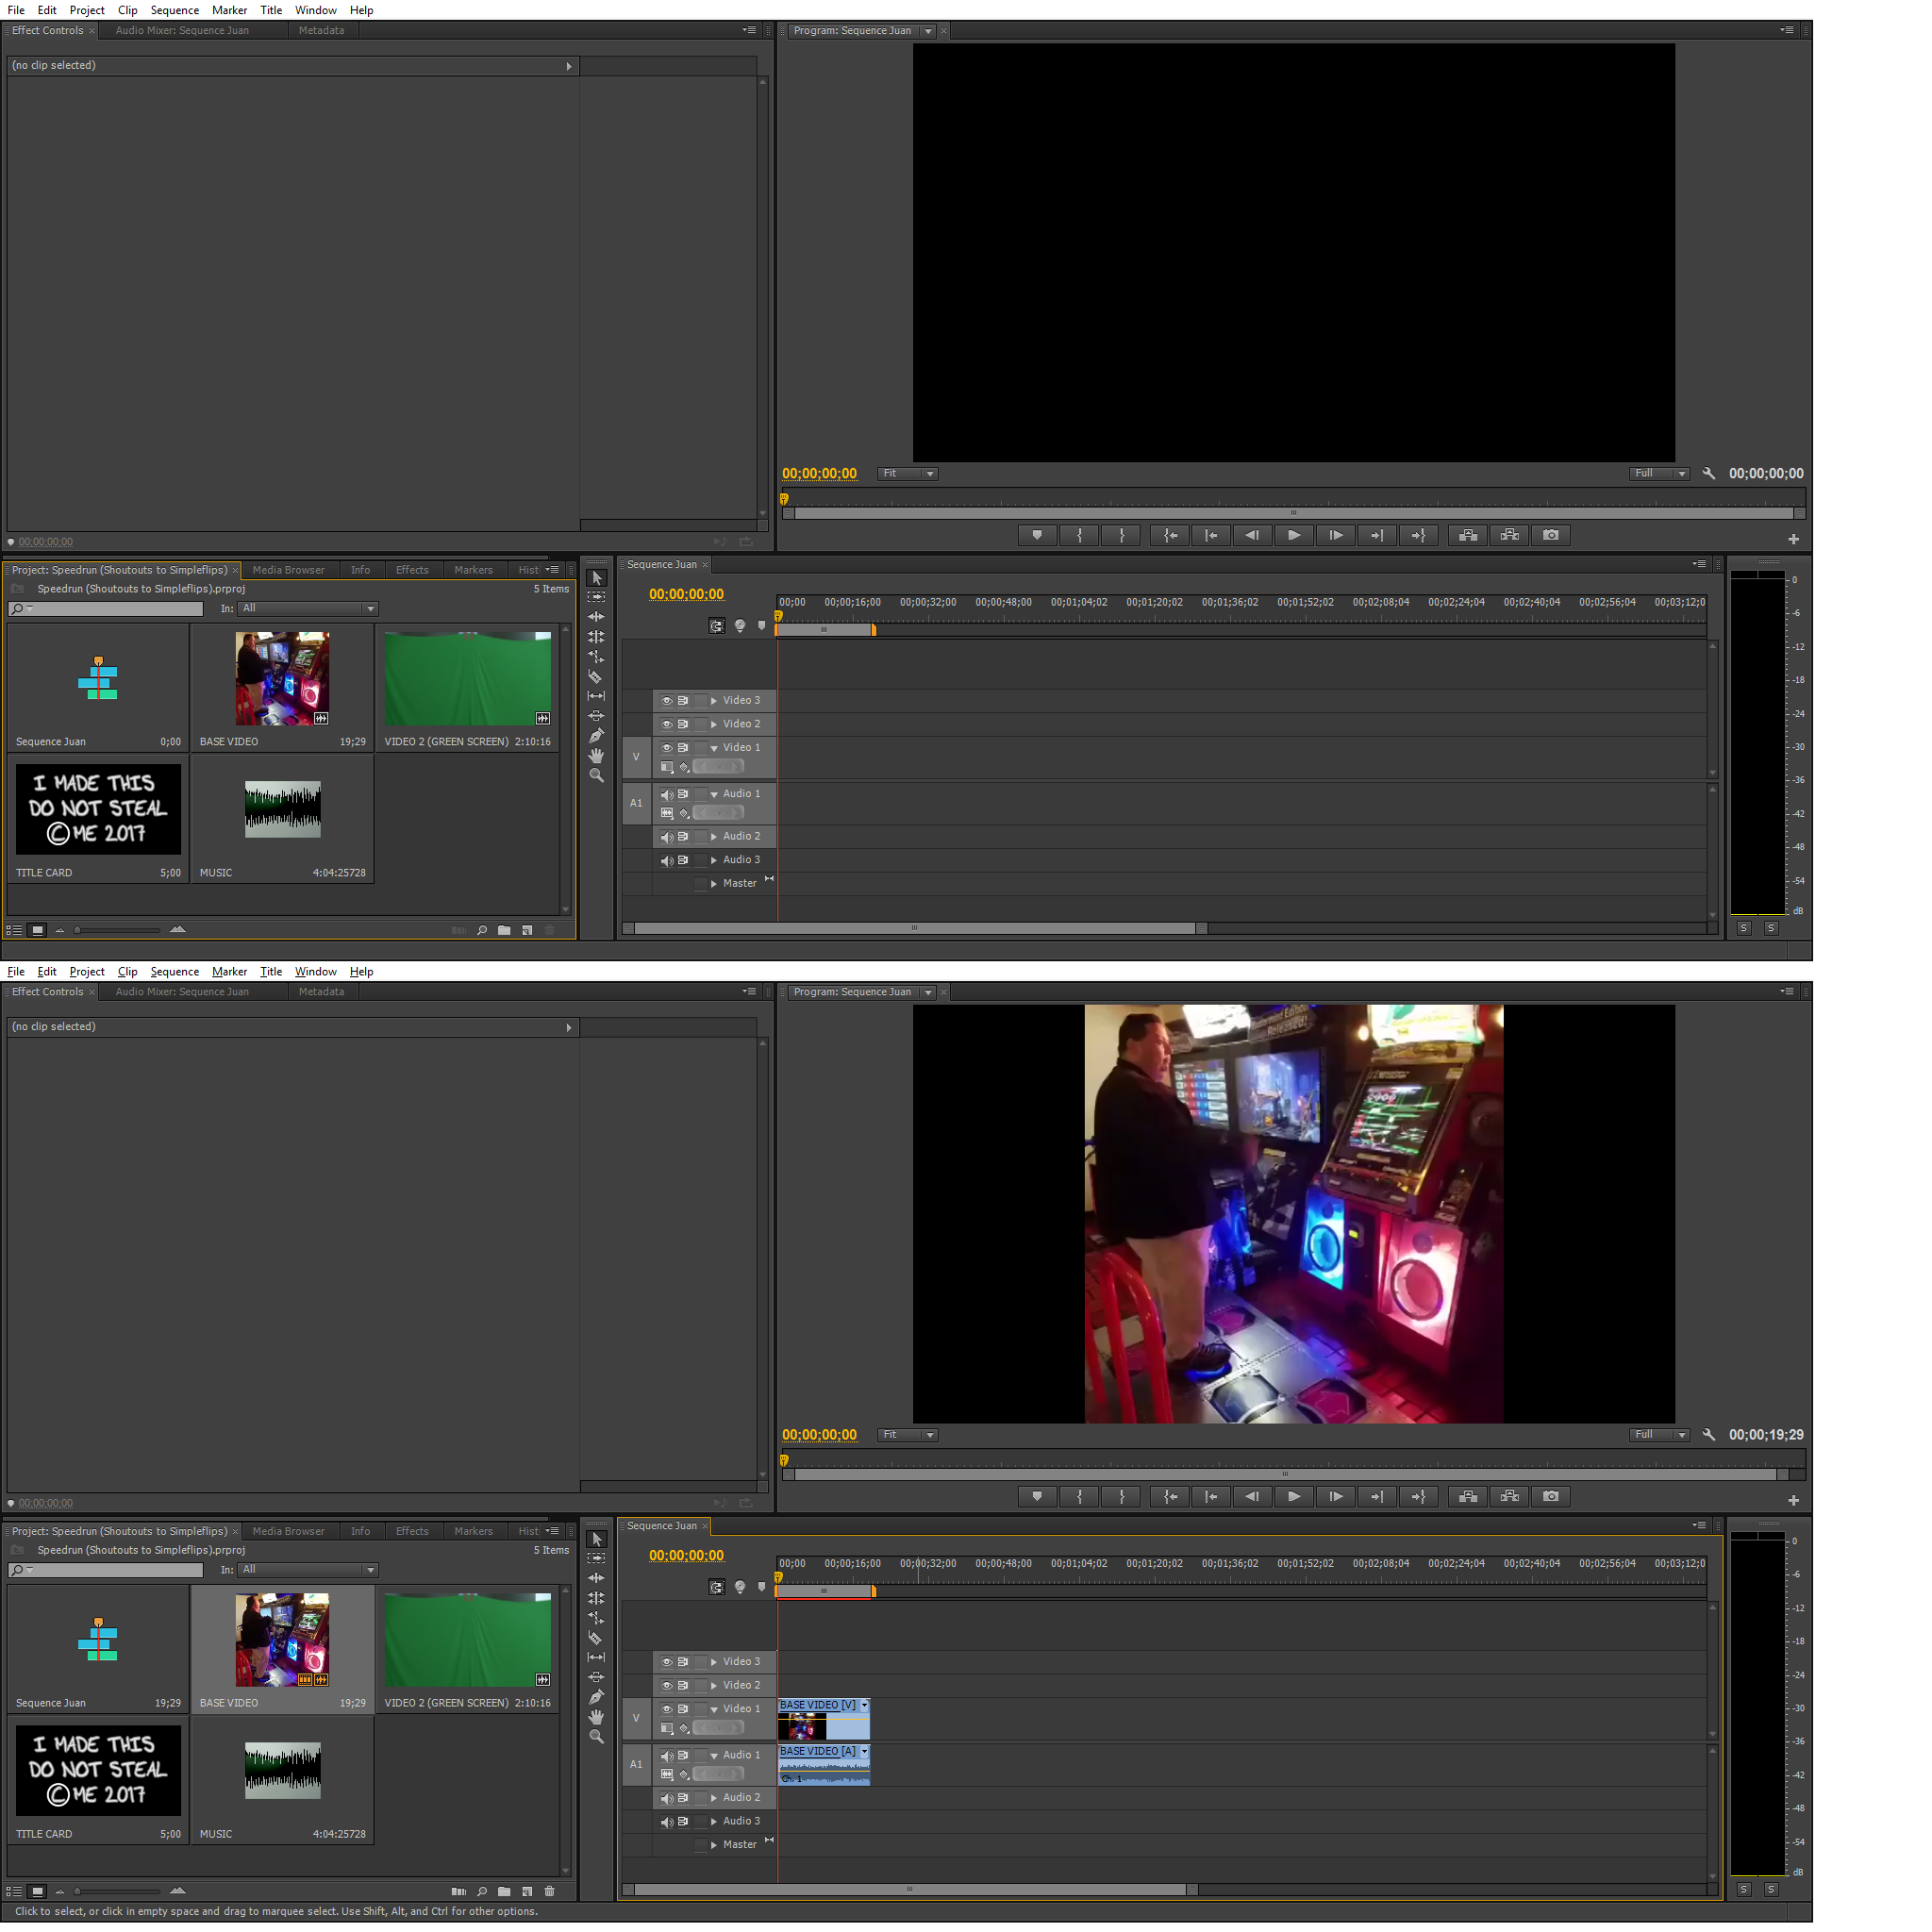 File Edit Project Clip Sequence Marker Title Window Help
Effect Controls Audio Mixer: Sequence Juan Metadata
Program: Sequence Juan
(no clip selected)
00;00;00;00 Fit Full 00;00;00;00
00;00;00;00
Project: Speedrun (Shoutouts to Simpleflips) Media Browser Info Effects Markers Hist
Sequence Juan
Speedrun (Shoutouts to Simpleflips).prproj 5 Items
In: All
00;00;00;00
00;00 00;00;16;00 00;00;32;00 00;00;48;00 00;01;04;02 00;01;20;02 00;01;36;02 00;01;52;02 00;02;08;04 00;02;24;04 00;02;40;04 00;02;56;04 00;03;12;0
Sequence Juan 0;00
BASE VIDEO 19;29
VIDEO 2 (GREEN SCREEN) 2:10:16
I MADE THIS
DO NOT STEAL
© ME 2017
TITLE CARD 5;00
MUSIC 4:04:25728
Video 3
Video 2
V Video 1
A1 Audio 1
Audio 2
Audio 3
Master
0
-6
-12
-18
-24
-30
-36
-42
-48
-54
dB
S S
File Edit Project Clip Sequence Marker Title Window Help
Effect Controls Audio Mixer: Sequence Juan Metadata
Program: Sequence Juan
(no clip selected)
Released!
00;00;00;00 Fit Full 00;00;19;29
00;00;00;00
Project: Speedrun (Shoutouts to Simpleflips) Media Browser Info Effects Markers Hist
Sequence Juan
Speedrun (Shoutouts to Simpleflips).prproj 5 Items
In: All
00;00;00;00
00;00 00;00;16;00 00;00;32;00 00;00;48;00 00;01;04;02 00;01;20;02 00;01;36;02 00;01;52;02 00;02;08;04 00;02;24;04 00;02;40;04 00;02;56;04 00;03;12;0
Sequence Juan 19;29
BASE VIDEO 19;29
VIDEO 2 (GREEN SCREEN) 2:10:16
I MADE THIS
DO NOT STEAL
© ME 2017
TITLE CARD 5;00
MUSIC 4:04:25728
Video 3
Video 2
V Video 1
BASE VIDEO [V]
A1 Audio 1
BASE VIDEO [A]
Audio 2
Audio 3
Master
0
-6
-12
-18
-24
-30
-36
-42
-48
-54
dB
S S
Click to select, or click in empty space and drag to marquee select. Use Shift, Alt, and Ctrl for other options.